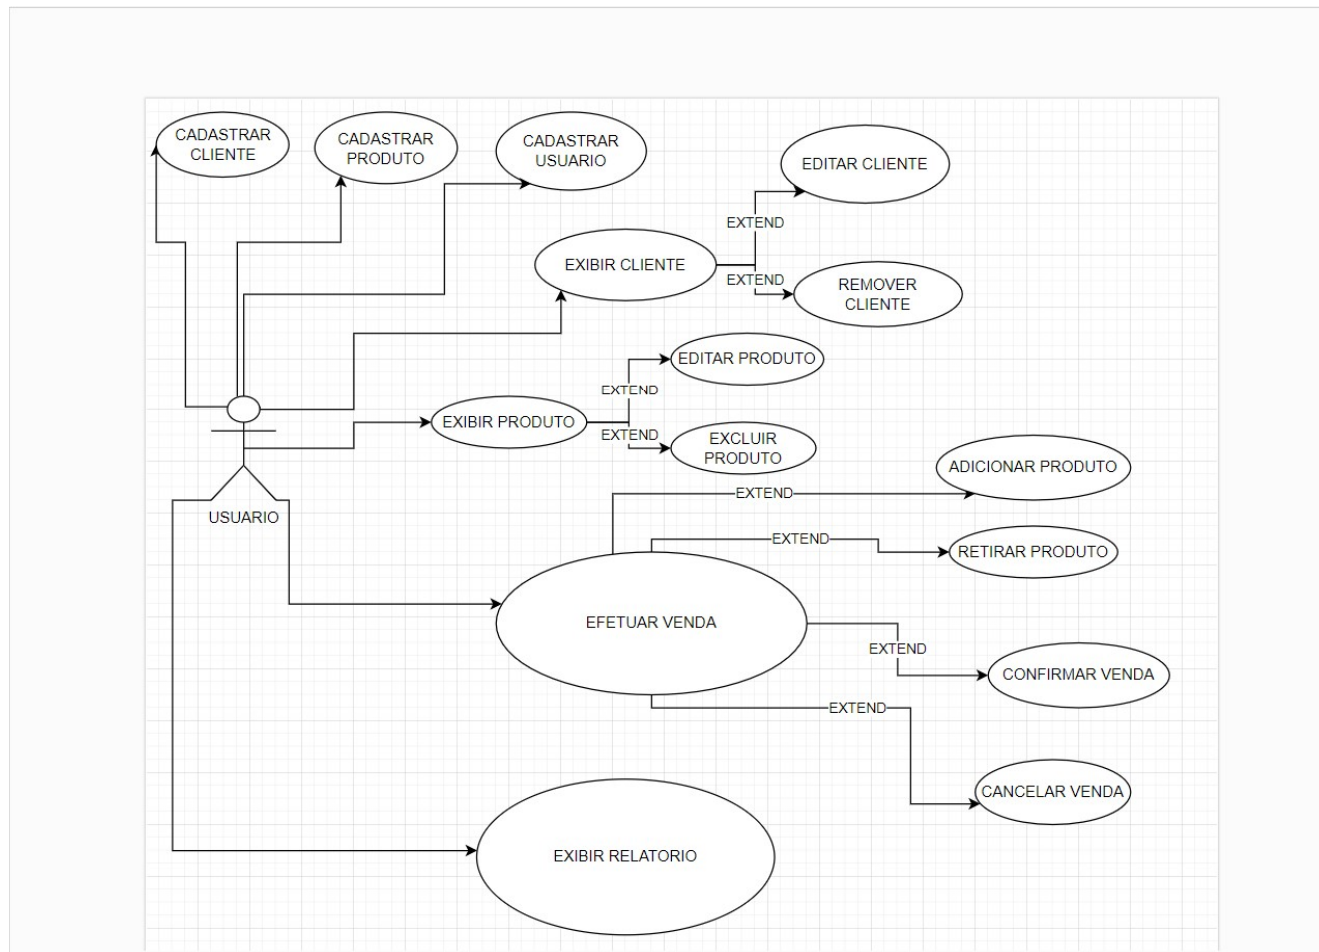 CADASTRAR
CLIENTE
CADASTRAR
PRODUTO
CADASTRAR
USUARIO
EDITAR CLIENTE
EXTEND
EXIBIR CLIENTE
EXTEND
REMOVER
CLIENTE
EDITAR PRODUTO
EXTEND
EXIBIR PRODUTO
EXTEND
EXCLUIR
PRODUTO
ADICIONAR PRODUTO
EXTEND
USUARIO
EXTEND
RETIRAR PRODUTO
EFETUAR VENDA
EXTEND
CONFIRMAR VENDA
EXTEND
CANCELAR VENDA
EXIBIR RELATORIO